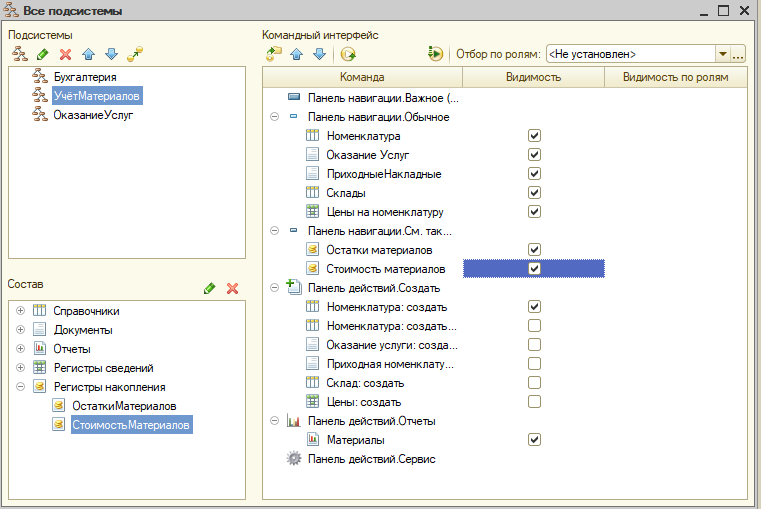 Все подсистемы
Подсистемы
Бухгалтерия
УчётМатериалов
ОказаниеУслуг
Состав
Справочники
Документы
Отчеты
Регистры сведений
Регистры накопления
ОстаткиМатериалов
СтоимостьМатериалов
Командный интерфейс
Отбор по ролям: <Не установлен> ...
Команда Видимость Видимость по ролям
Панель навигации.Важное (...
Панель навигации.Обычное
Номенклатура
Оказание Услуг
ПриходныеНакладные
Склады
Цены на номенклатуру
Панель навигации.См. так...
Остатки материалов
Стоимость материалов
Панель действий.Создать
Номенклатура: создать
Номенклатура: создать...
Оказание услуги: созда...
Приходная номенклату...
Склад: создать
Цены: создать
Панель действий.Отчеты
Материалы
Панель действий.Сервис